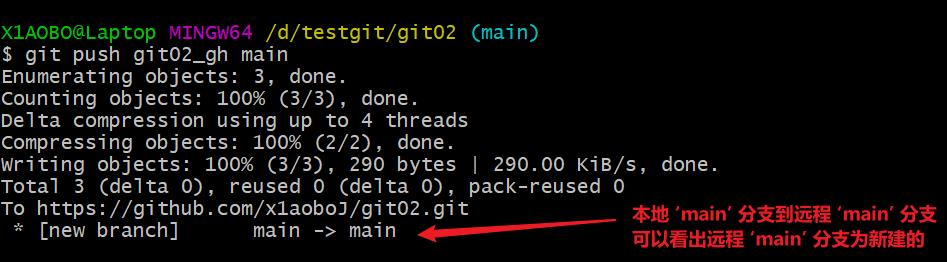 X1AOBO@Laptop MINGW64 /d/testgit/git02 (main)
$ git push git02_gh main
Enumerating objects: 3, done.
Counting objects: 100% (3/3), done.
Delta compression using up to 4 threads
Compressing objects: 100% (2/2), done.
Writing objects: 100% (3/3), 290 bytes | 290.00 KiB/s, done.
Total 3 (delta 0), reused 0 (delta 0), pack-reused 0
To https://github.com/x1aoboJ/git02.git
 * [new branch]      main -> main
本地 ‘main’ 分支到远程 ‘main’ 分支
可以看出远程 ‘main’ 分支为新建的